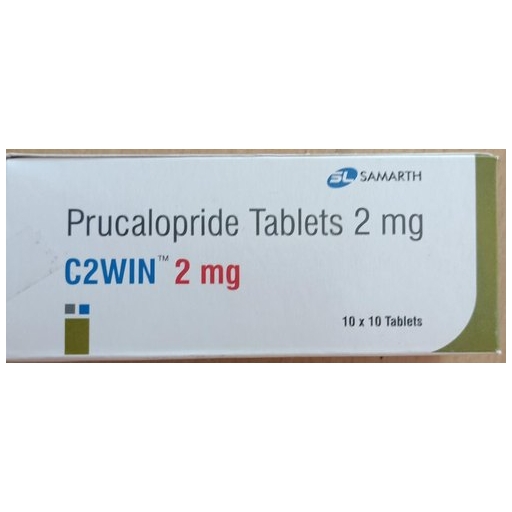 SL SAMARTH
Prucalopride Tablets 2 mg
C2WIN™ 2 mg
10 x 10 Tablets